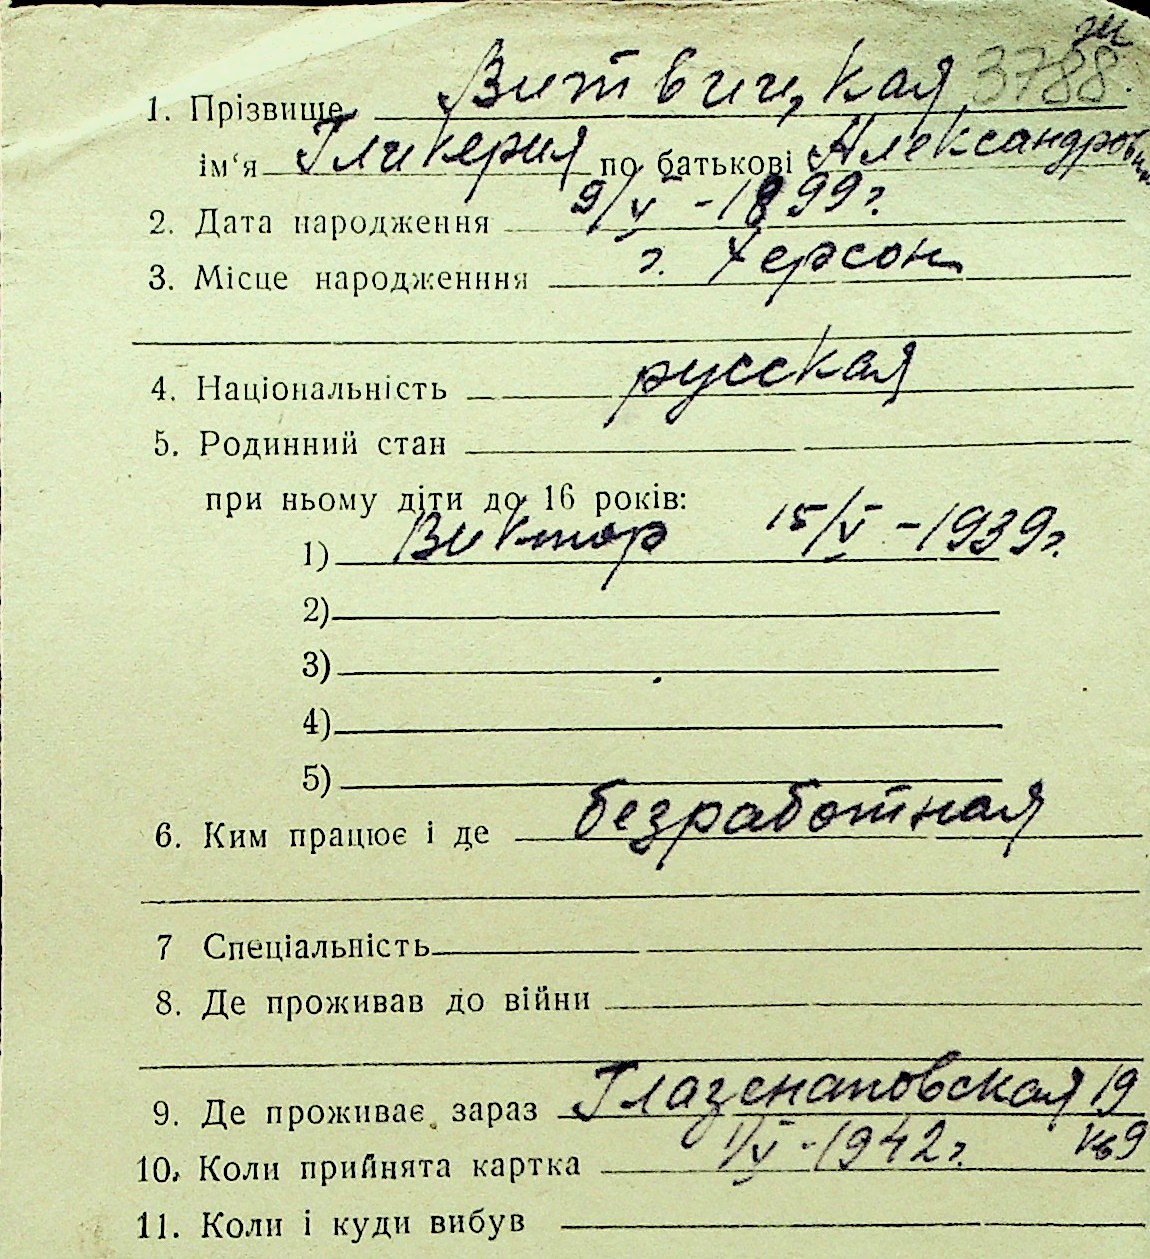 3788
1. Прізвище Витвицкая
ім‘я Гликерия по батькові Александровна
2. Дата народження 9/V - 1899 г.
3. Місце народженння г. Херсон
4. Національність русская
5. Родинний стан
при ньому діти до 16 років:
1) Виктор 15/V - 1939 г.
2)
3)
4)
5)
6. Ким працює і де безработная
7 Спеціальність
8. Де проживав до війни
9. Де проживає зараз Глазенаповская 19
кв 9
10. Коли прийнята картка 1/V - 1942 г.
11. Коли і куди вибув